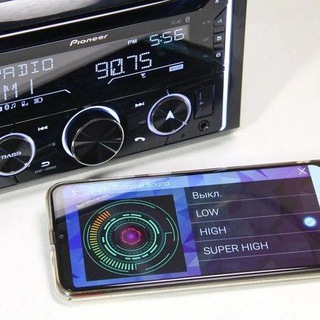 Pioneer
PM 5:56
RADIO
90.75
BASS
Super Todoroki Sound
Выкл.
LOW
HIGH
SUPER HIGH